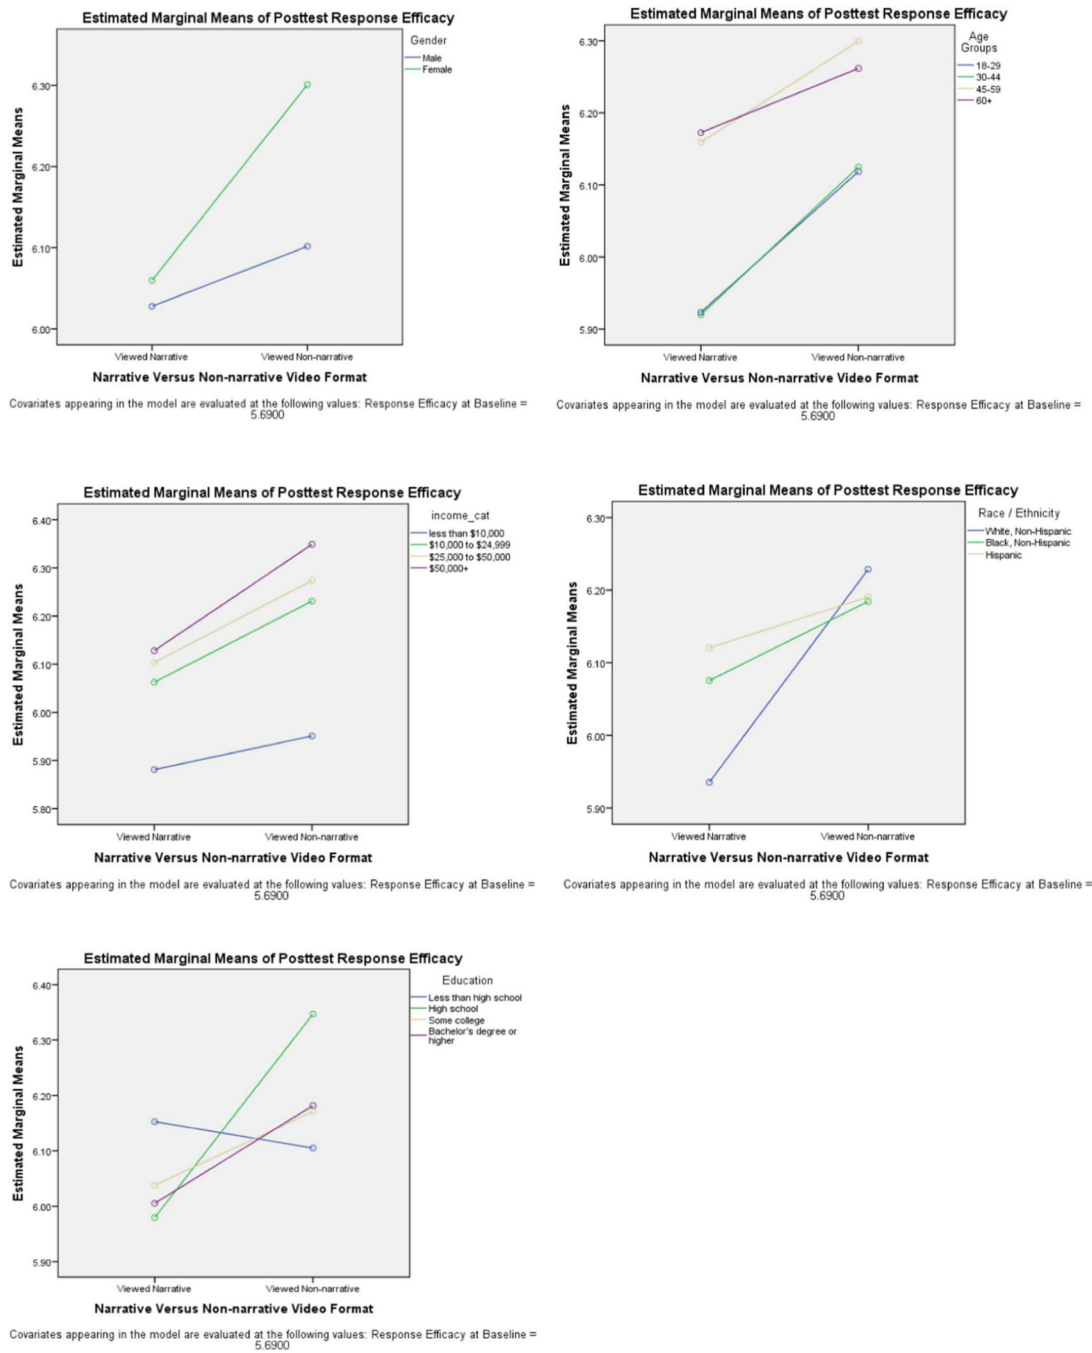 Estimated Marginal Means of Posttest Response Efficacy
Gender
Male
Female
Estimated Marginal Means
6.30
6.20
6.10
6.00
Viewed Narrative
Viewed Non-narrative
Narrative Versus Non-narrative Video Format
Covariates appearing in the model are evaluated at the following values: Response Efficacy at Baseline =
5.6900
Estimated Marginal Means of Posttest Response Efficacy
Age
Groups
18-29
30-44
45-59
60+
Estimated Marginal Means
6.30
6.20
6.10
6.00
5.90
Viewed Narrative
Viewed Non-narrative
Narrative Versus Non-narrative Video Format
Covariates appearing in the model are evaluated at the following values: Response Efficacy at Baseline =
5.6900
Estimated Marginal Means of Posttest Response Efficacy
income_cat
less than $10,000
$10,000 to $24,999
$25,000 to $50,000
$50,000+
Estimated Marginal Means
6.40
6.30
6.20
6.10
6.00
5.90
5.80
Viewed Narrative
Viewed Non-narrative
Narrative Versus Non-narrative Video Format
Covariates appearing in the model are evaluated at the following values: Response Efficacy at Baseline =
5.6900
Estimated Marginal Means of Posttest Response Efficacy
Race / Ethnicity
White, Non-Hispanic
Black, Non-Hispanic
Hispanic
Estimated Marginal Means
6.30
6.20
6.10
6.00
5.90
Viewed Narrative
Viewed Non-narrative
Narrative Versus Non-narrative Video Format
Covariates appearing in the model are evaluated at the following values: Response Efficacy at Baseline =
5.6900
Estimated Marginal Means of Posttest Response Efficacy
Education
Less than high school
High school
Some college
Bachelor's degree or
higher
Estimated Marginal Means
6.40
6.30
6.20
6.10
6.00
5.90
Viewed Narrative
Viewed Non-narrative
Narrative Versus Non-narrative Video Format
Covariates appearing in the model are evaluated at the following values: Response Efficacy at Baseline =
5.6900